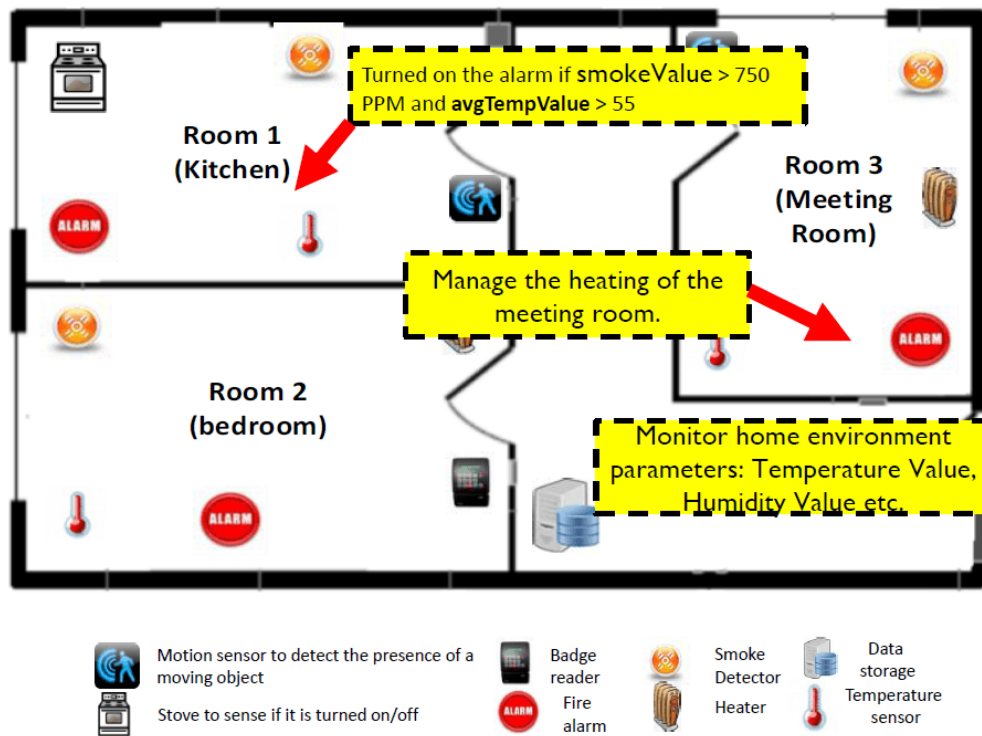 Turned on the alarm if smokeValue > 750
PPM and avgTempValue > 55
Room 1
(Kitchen)
Room 3
(Meeting
Room)
ALARM
Manage the heating of the
meeting room.
ALARM
Room 2
(bedroom)
Monitor home environment
parameters: Temperature Value,
Humidity Value etc.
ALARM
Motion sensor to detect the presence of a
moving object
Badge
reader
Smoke
Detector
Data
storage
Stove to sense if it is turned on/off
ALARM
Fire
alarm
Heater
Temperature
sensor